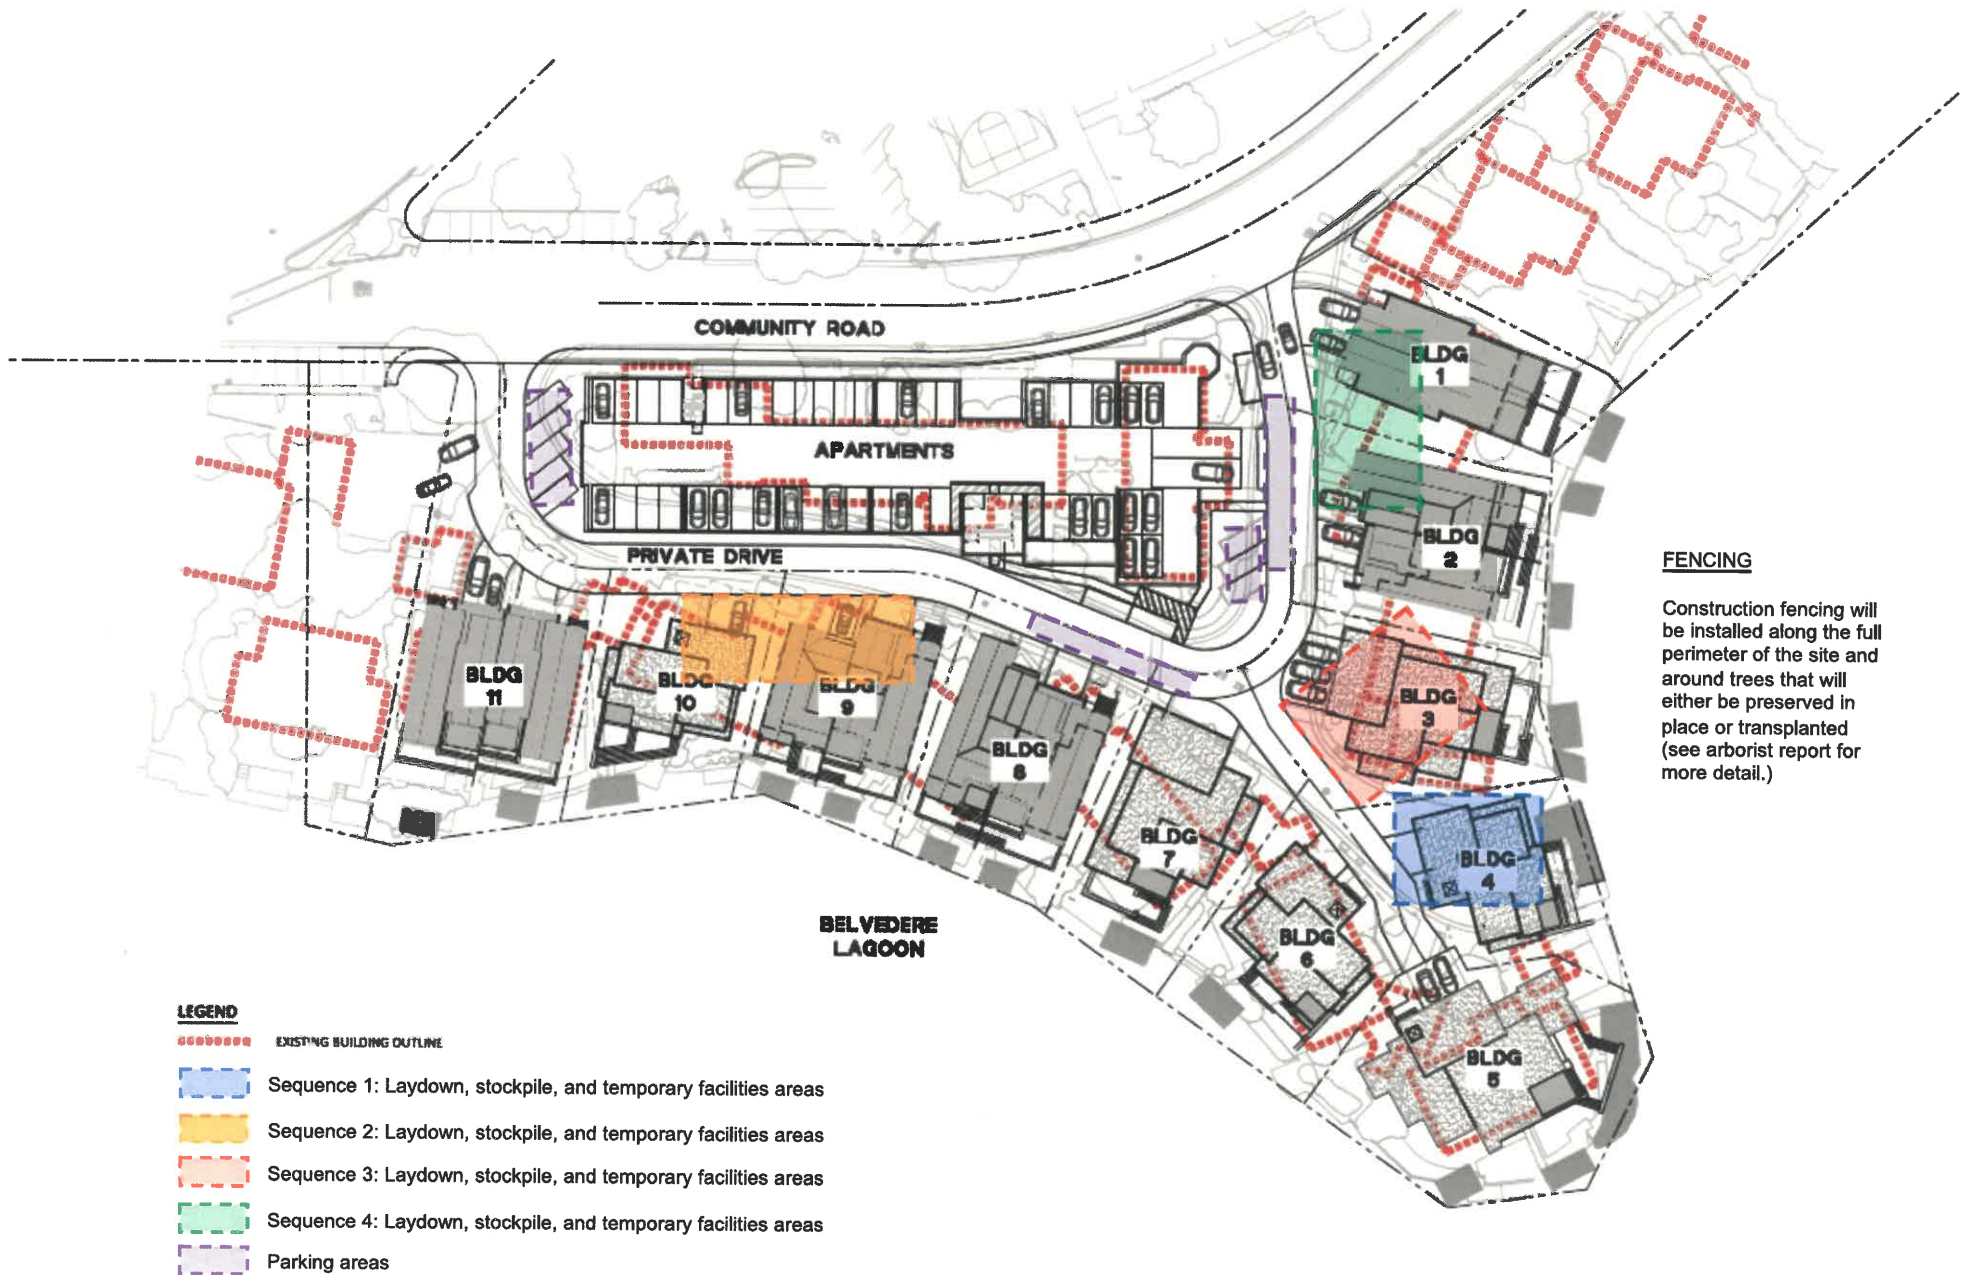 COMMUNITY ROAD
APARTMENTS
PRIVATE DRIVE
BLDG
1
BLDG
2
BLDG
3
BLDG
4
BLDG
5
BLDG
6
BLDG
7
BLDG
8
BLDG
9
BLDG
10
BLDG
11
BELVEDERE
LAGOON
FENCING
Construction fencing will
be installed along the full
perimeter of the site and
around trees that will
either be preserved in
place or transplanted
(see arborist report for
more detail.)
LEGEND
EXISTING BUILDING OUTLINE
Sequence 1: Laydown, stockpile, and temporary facilities areas
Sequence 2: Laydown, stockpile, and temporary facilities areas
Sequence 3: Laydown, stockpile, and temporary facilities areas
Sequence 4: Laydown, stockpile, and temporary facilities areas
Parking areas